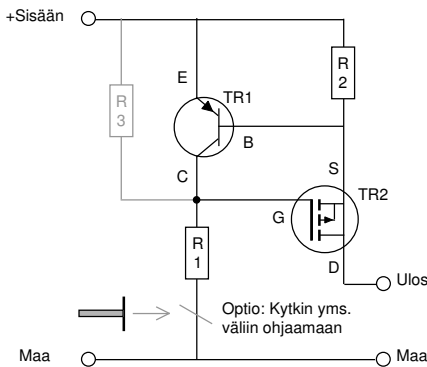 +Sisään
R
3
R
2
E
TR1
B
C
S
TR2
G
R
1
D
Ulos
Optio: Kytkin yms.
väliin ohjaamaan
Maa
Maa